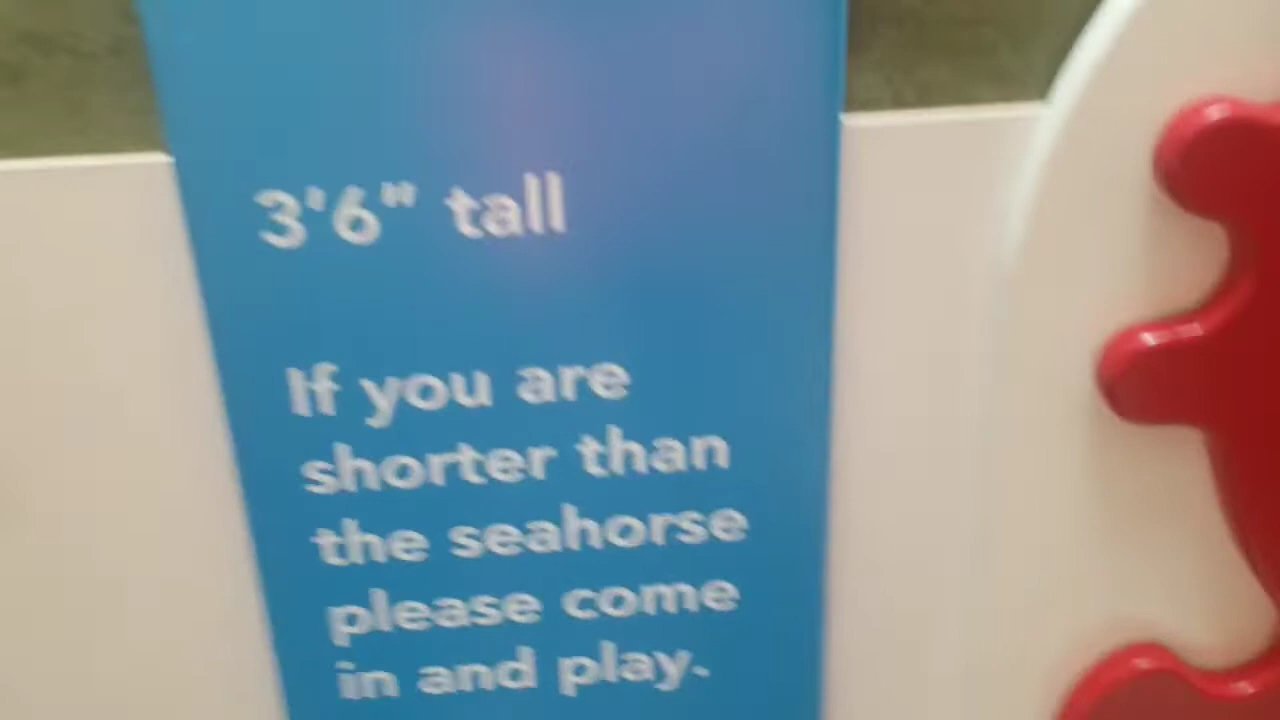 3'6" tall
If you are
shorter than
the seahorse
please come
in and play.